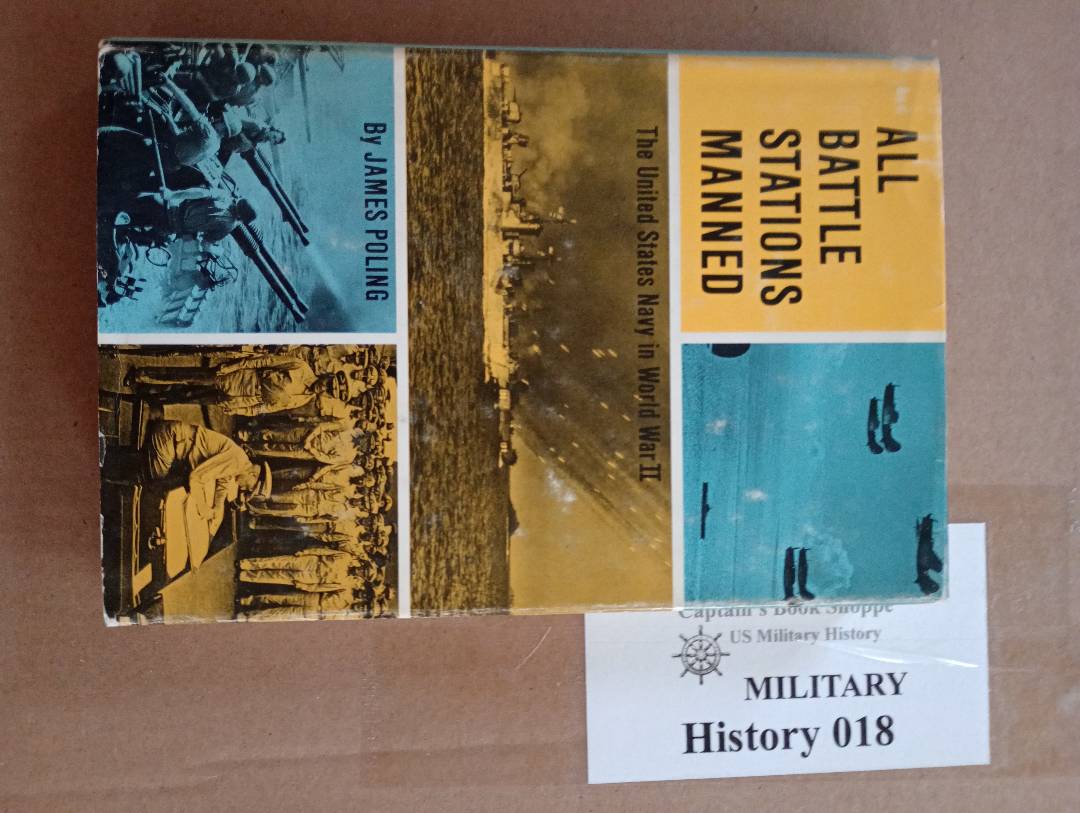 ALL
BATTLE
STATIONS
MANNED
The United States Navy in World War II
By JAMES POLING
Captain's Book Shoppe
US Military History
MILITARY
History 018